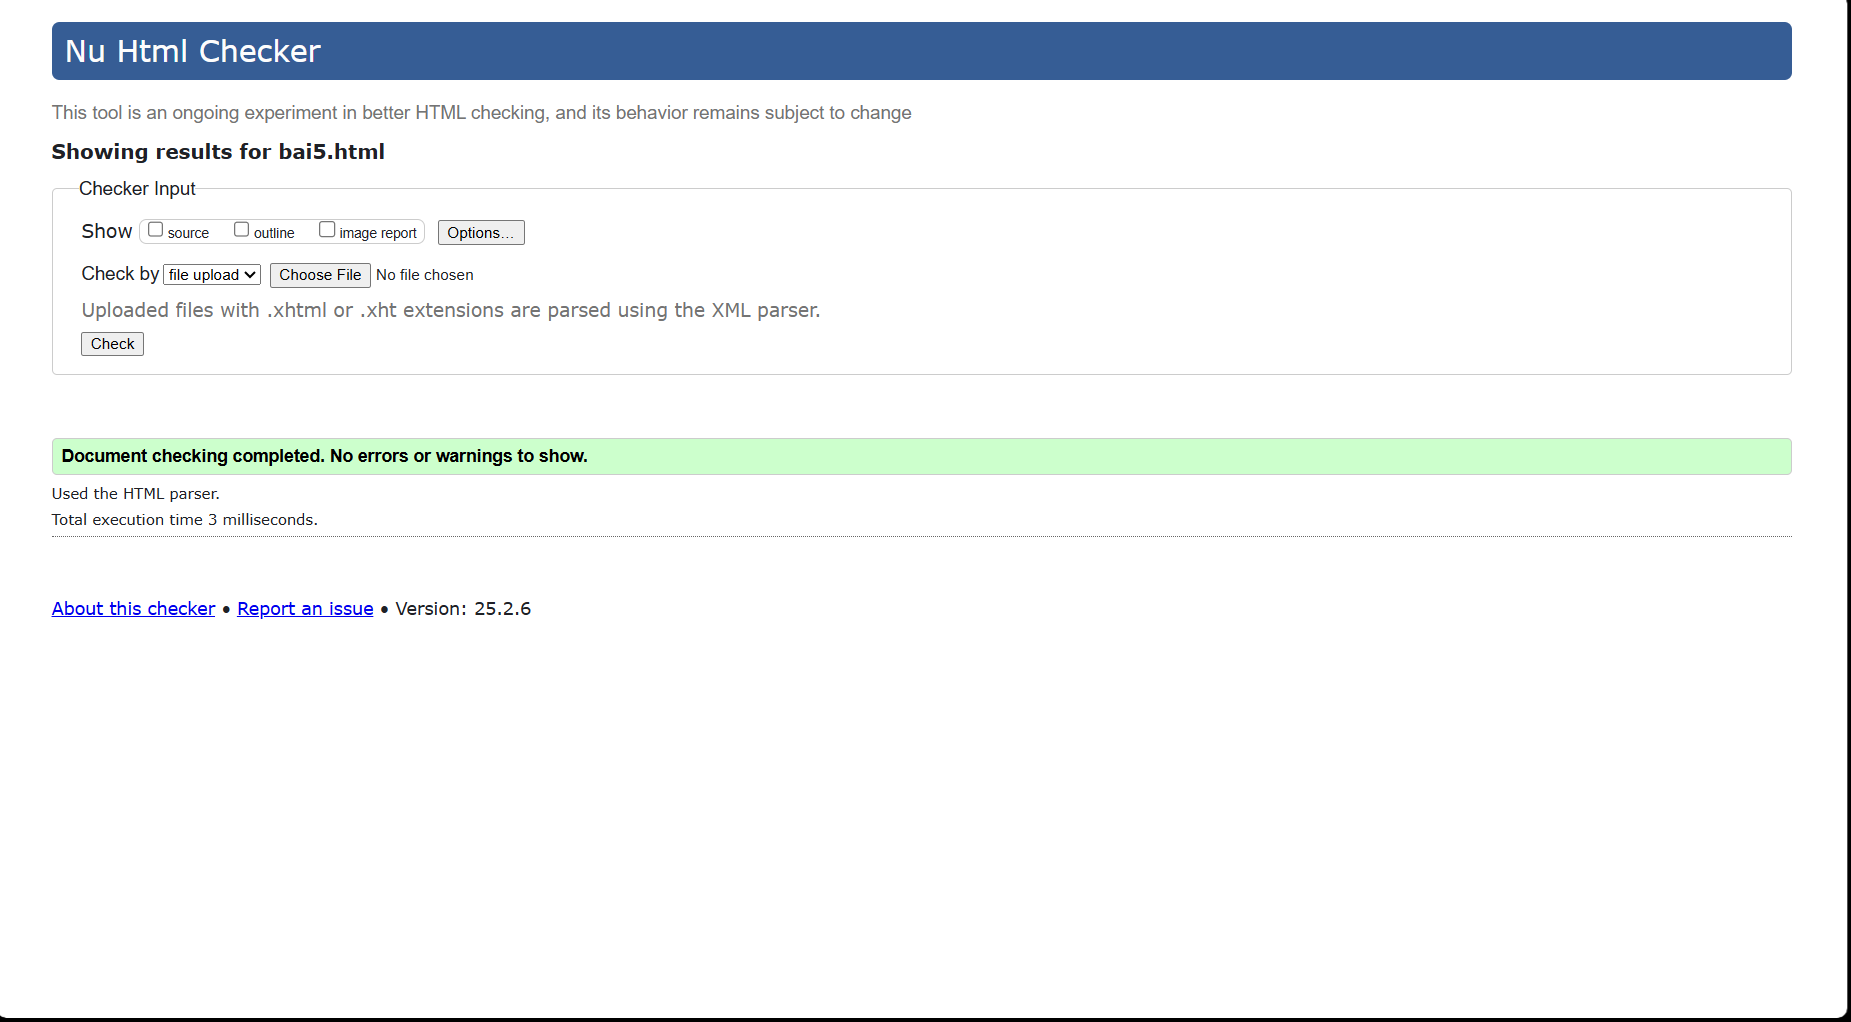 Nu Html Checker
This tool is an ongoing experiment in better HTML checking, and its behavior remains subject to change
Showing results for bai5.html
Checker Input
Show source outline image report Options...
Check by file upload Choose File No file chosen
Uploaded files with .xhtml or .xht extensions are parsed using the XML parser.
Check
Document checking completed. No errors or warnings to show.
Used the HTML parser.
Total execution time 3 milliseconds.
About this checker • Report an issue • Version: 25.2.6